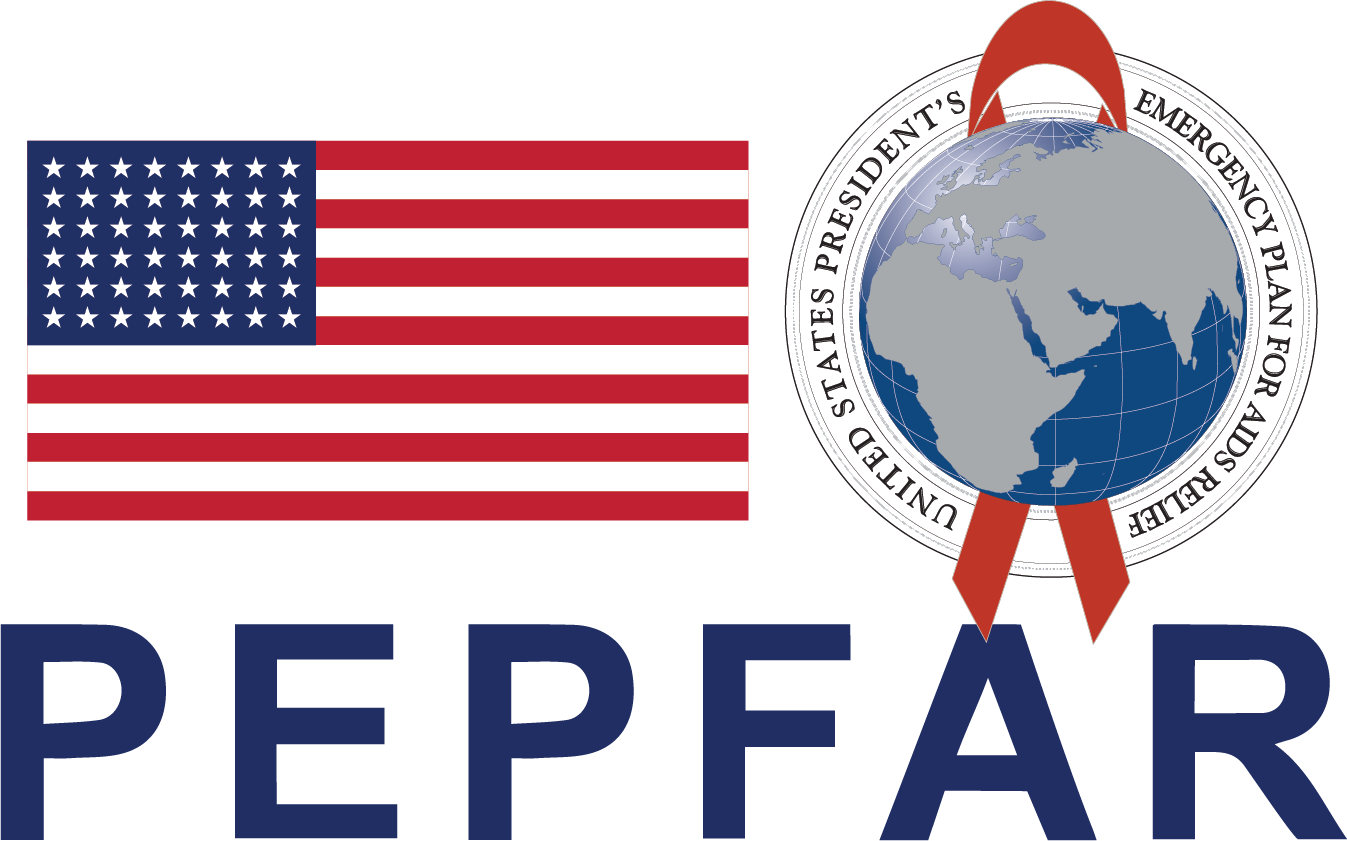 UNITED STATES PRESIDENT'S EMERGENCY PLAN FOR AIDS RELIEF
PEPFAR